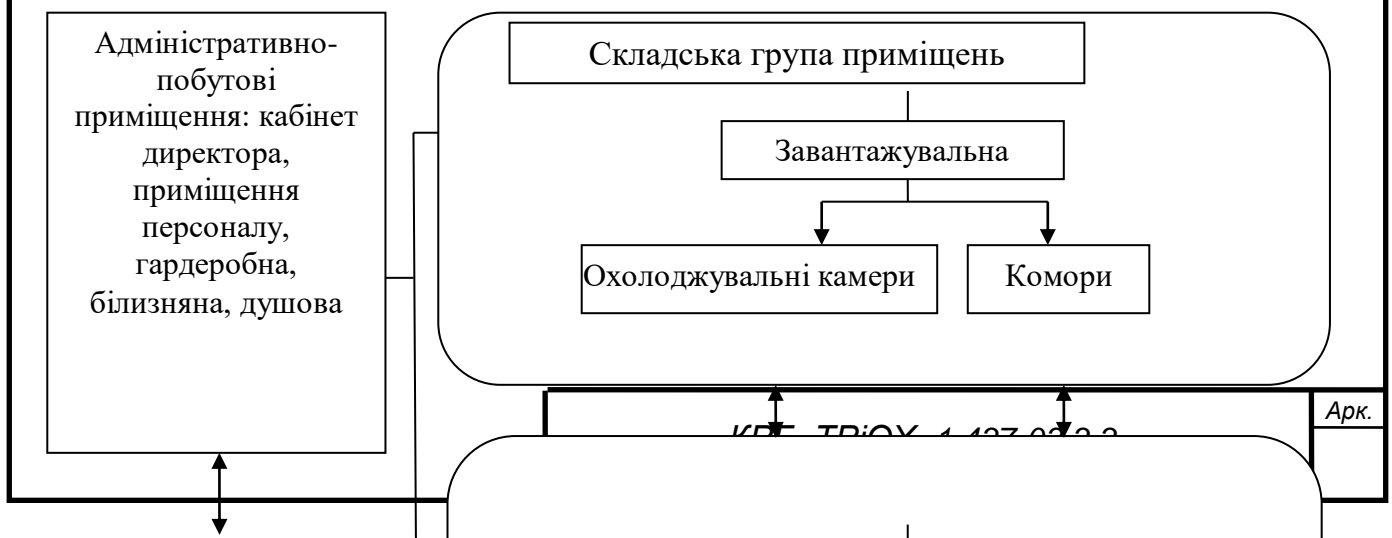 Адміністративно-
побутові
приміщення: кабінет
директора,
приміщення
персоналу,
гардеробна,
білизняна, душова
Складська група приміщень
Завантажувальна
Охолоджувальні камери
Комори
Арк.